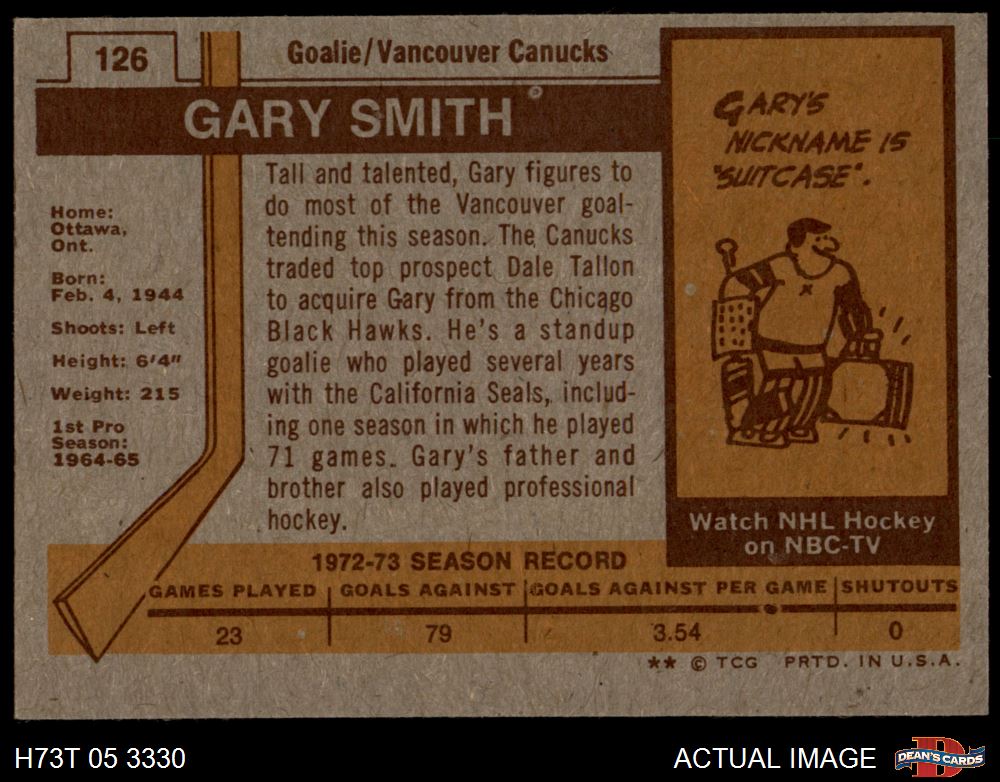 126
Goalie/Vancouver Canucks
GARY SMITH
Home:
Ottawa,
Ont.
Born:
Feb. 4, 1944
Shoots: Left
Height: 6'4"
Weight: 215
1st Pro
Season:
1964-65
Tall and talented, Gary figures to
do most of the Vancouver goal-
tending this season. The Canucks
traded top prospect Dale Tallon
to acquire Gary from the Chicago
Black Hawks. He's a standup
goalie who played several years
with the California Seals, includ-
ing one season in which he played
71 games. Gary's father and
brother also played professional
hockey.
GARY'S
NICKNAME IS
"SUITCASE".
Watch NHL Hockey
on NBC-TV
1972-73 SEASON RECORD
GAMES PLAYED GOALS AGAINST GOALS AGAINST PER GAME SHUTOUTS
23 79 3.54 0
** © TCG PRTD. IN U.S.A.
H73T 05 3330 ACTUAL IMAGE
D
DEAN'S CARDS